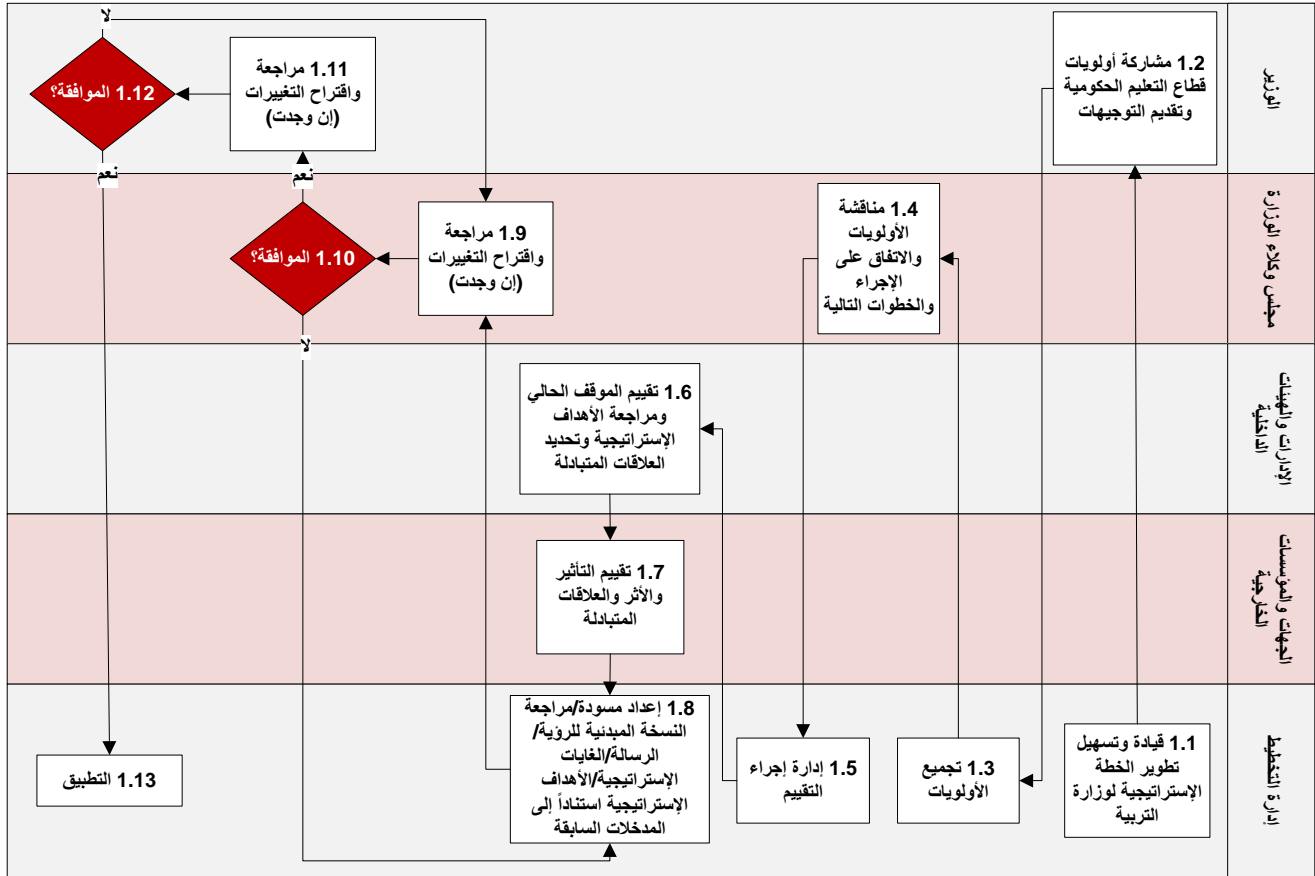 الوزير
1.2 مشاركة أولويات
قطاع التعليم الحكومية
وتقديم التوجيهات
1.11 مراجعة
واقتراح التغييرات
(إن وجدت)
1.12 الموافقة؟
لا
نعم
نعم
مجلس وكلاء الوزارة
1.4 مناقشة
الأولويات
والاتفاق على
الإجراء
والخطوات التالية
1.9 مراجعة
واقتراح التغييرات
(إن وجدت)
1.10 الموافقة؟
لا
الإدارات والهيئات
الداخلية
1.6 تقييم الموقف الحالي
ومراجعة الأهداف
الإستراتيجية وتحديد
العلاقات المتبادلة
الجهات والمؤسسات
الخارجية
1.7 تقييم التأثير
والأثر والعلاقات
المتبادلة
إدارة التخطيط
1.1 قيادة وتسهيل
تطوير الخطة
الإستراتيجية لوزارة
التربية
1.3 تجميع
الأولويات
1.5 إدارة إجراء
التقييم
1.8 إعداد مسودة/مراجعة
النسخة المبدئية للرؤية/
الرسالة/الغايات
الإستراتيجية/الأهداف
الإستراتيجية استناداً إلى
المدخلات السابقة
1.13 التطبيق